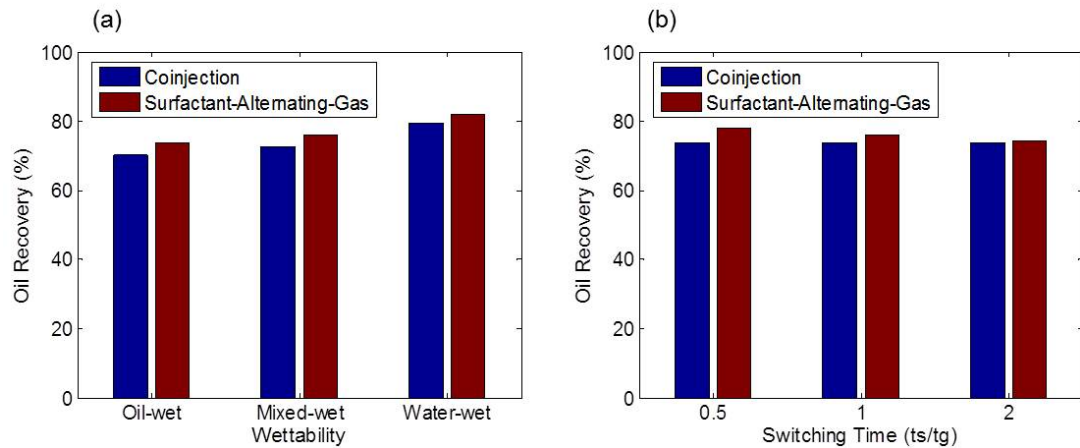 (a)
100
80
60
40
20
0
Oil Recovery (%)
Coinjection
Surfactant-Alternating-Gas
Oil-wet Mixed-wet Water-wet
Wettability
(b)
100
80
60
40
20
0
Oil Recovery (%)
Coinjection
Surfactant-Alternating-Gas
0.5 1 2
Switching Time (ts/tg)